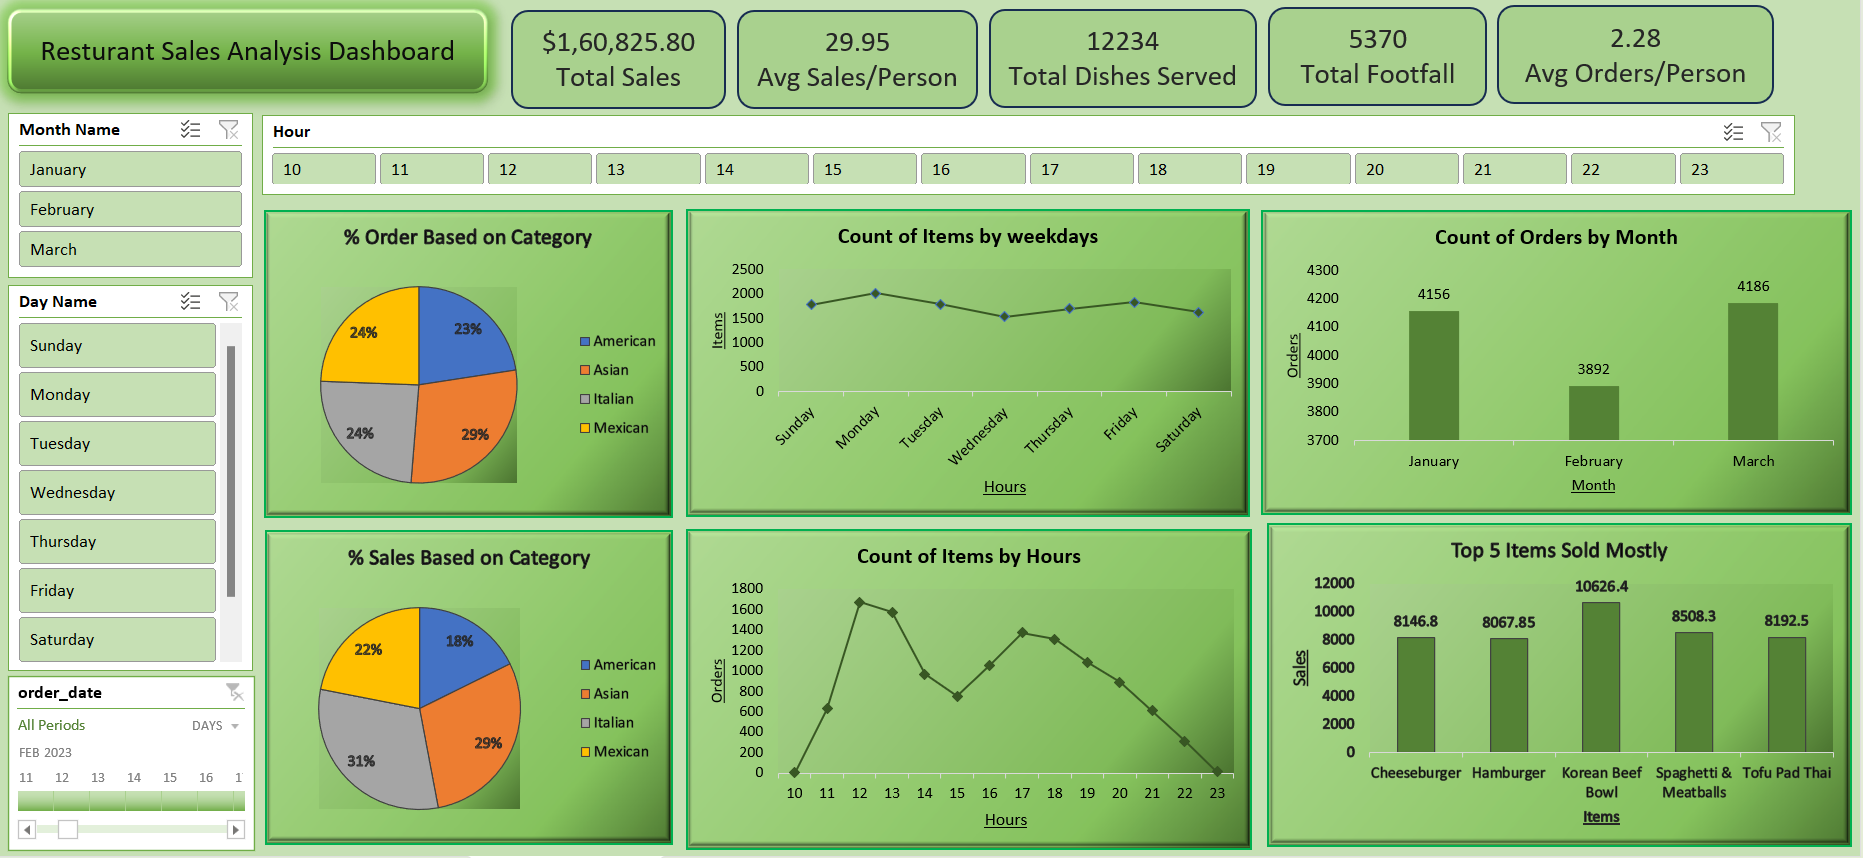 Resturant Sales Analysis Dashboard
$1,60,825.80
Total Sales
29.95
Avg Sales/Person
12234
Total Dishes Served
5370
Total Footfall
2.28
Avg Orders/Person
Month Name
January
February
March
Hour
10 11 12 13 14 15 16 17 18 19 20 21 22 23
Day Name
Sunday
Monday
Tuesday
Wednesday
Thursday
Friday
Saturday
order_date
All Periods DAYS
FEB 2023
11 12 13 14 15 16 1
% Order Based on Category
24% 23%
24% 29%
American
Asian
Italian
Mexican
Count of Items by weekdays
Items
2500
2000
1500
1000
500
0
Sunday Monday Tuesday Wednesday Thursday Friday Saturday
Hours
Count of Orders by Month
Orders
4300
4200
4100
4000
3900
3800
3700
4156 3892 4186
January February March
Month
% Sales Based on Category
22% 18%
31% 29%
American
Asian
Italian
Mexican
Count of Items by Hours
Orders
1800
1600
1400
1200
1000
800
600
400
200
0
10 11 12 13 14 15 16 17 18 19 20 21 22 23
Hours
Top 5 Items Sold Mostly
Sales
12000
10000
8000
6000
4000
2000
0
8146.8 8067.85 10626.4 8508.3 8192.5
Cheeseburger Hamburger Korean Beef Spaghetti & Tofu Pad Thai
Bowl Meatballs
Items